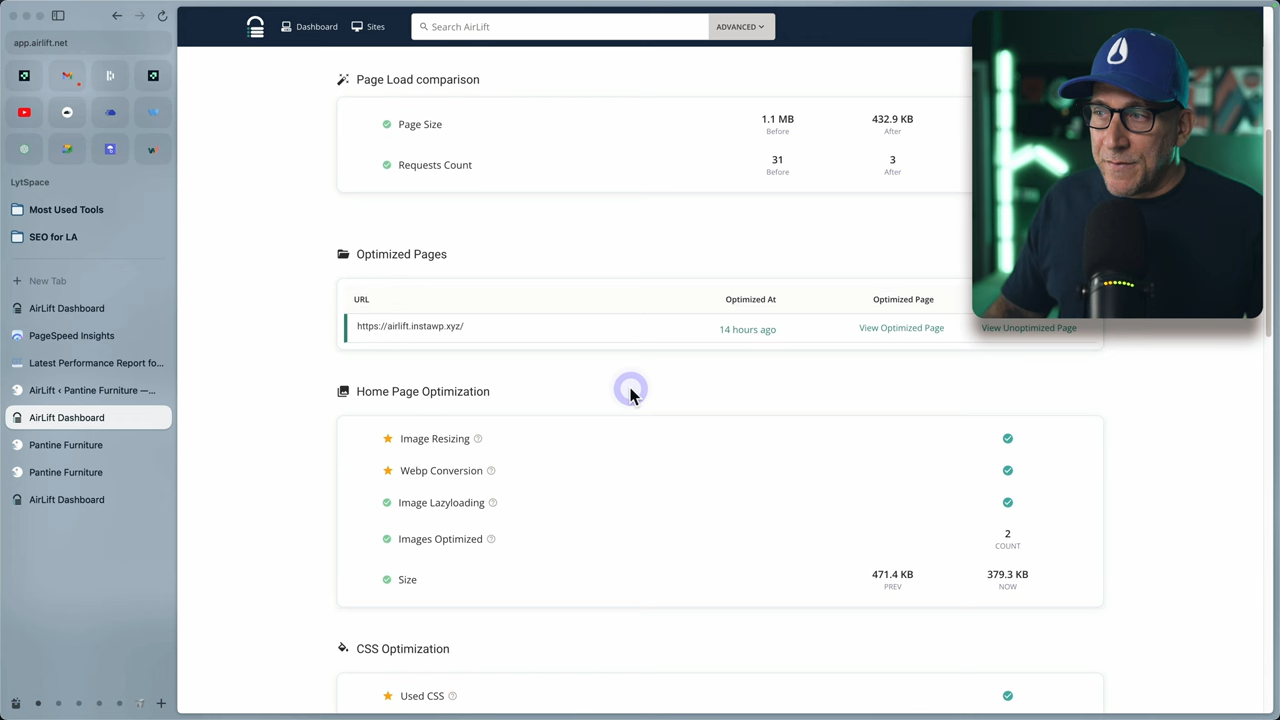 app.airlift.net
LytSpace
Most Used Tools
SEO for LA
New Tab
AirLift Dashboard
PageSpeed Insights
Latest Performance Report fo...
AirLift ‹ Pantine Furniture —...
AirLift Dashboard
Pantine Furniture
Pantine Furniture
AirLift Dashboard
Dashboard
Sites
Search AirLift
ADVANCED
Page Load comparison
Page Size
1.1 MB
Before
432.9 KB
After
Requests Count
31
Before
3
After
Optimized Pages
URL
Optimized At
Optimized Page
https://airlift.instawp.xyz/
14 hours ago
View Optimized Page
View Unoptimized Page
Home Page Optimization
Image Resizing
Webp Conversion
Image Lazyloading
Images Optimized
2
COUNT
Size
471.4 KB
PREV
379.3 KB
NOW
CSS Optimization
Used CSS